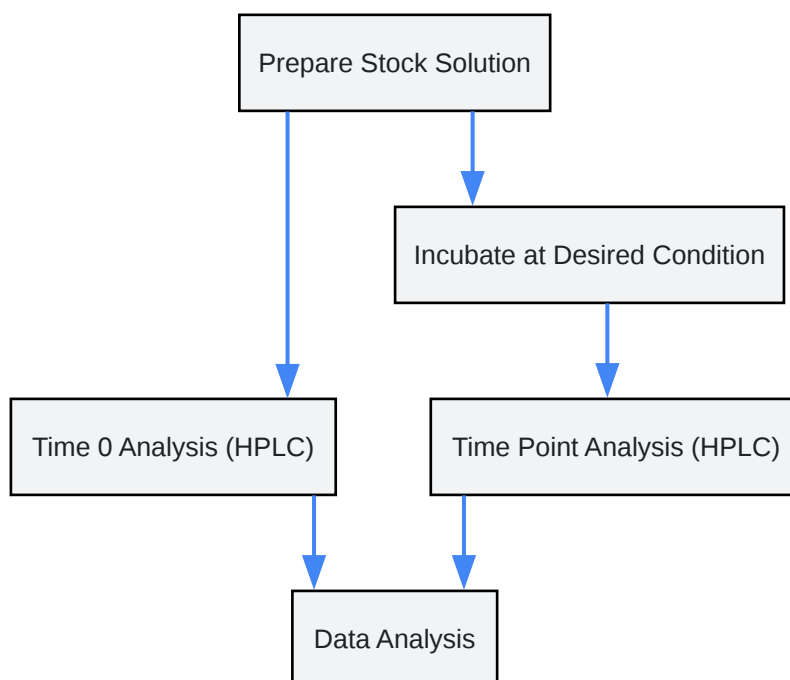 Prepare Stock Solution
Incubate at Desired Condition
Time 0 Analysis (HPLC)
Time Point Analysis (HPLC)
Data Analysis